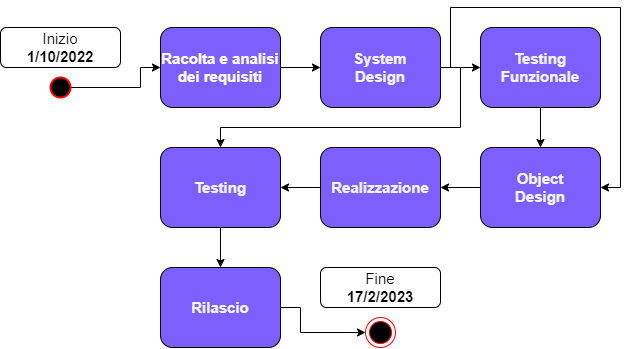 Inizio
1/10/2022
Racolta e analisi
dei requisiti
System
Design
Testing
Funzionale
Testing
Realizzazione
Object
Design
Rilascio
Fine
17/2/2023